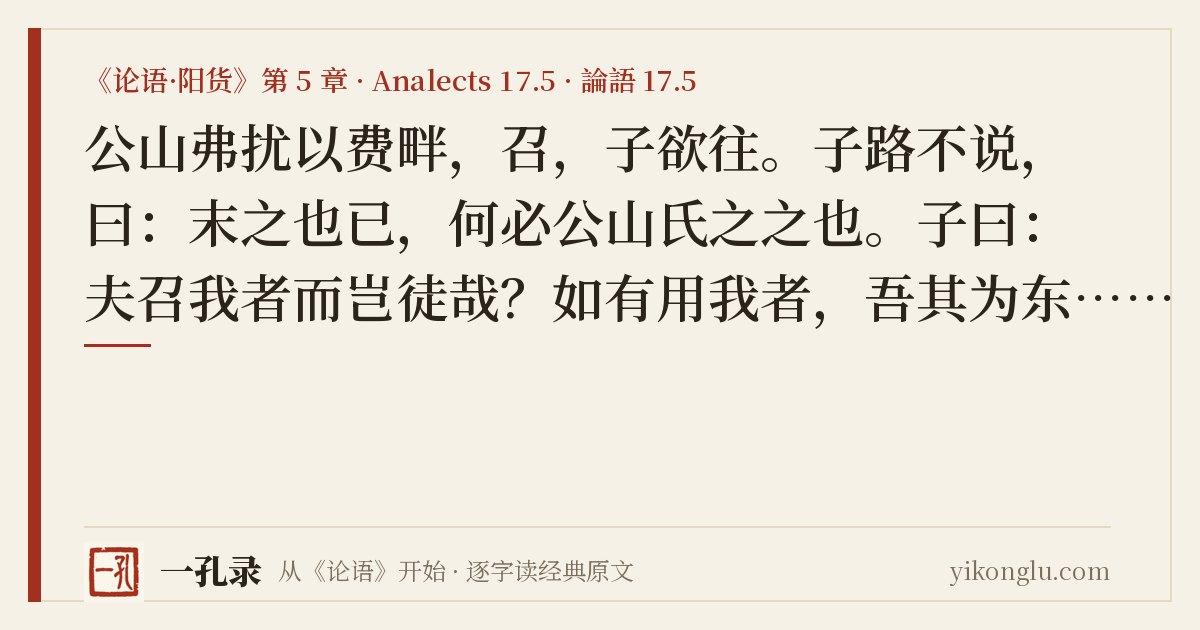 《论语·阳货》第 5 章 · Analects 17.5 · 論語 17.5
公山弗扰以费畔，召，子欲往。子路不说，
曰：末之也已，何必公山氏之之也。子曰：
夫召我者而岂徒哉？如有用我者，吾其为东……
一孔
一孔录 从《论语》开始 · 逐字读经典原文 yikonglu.com